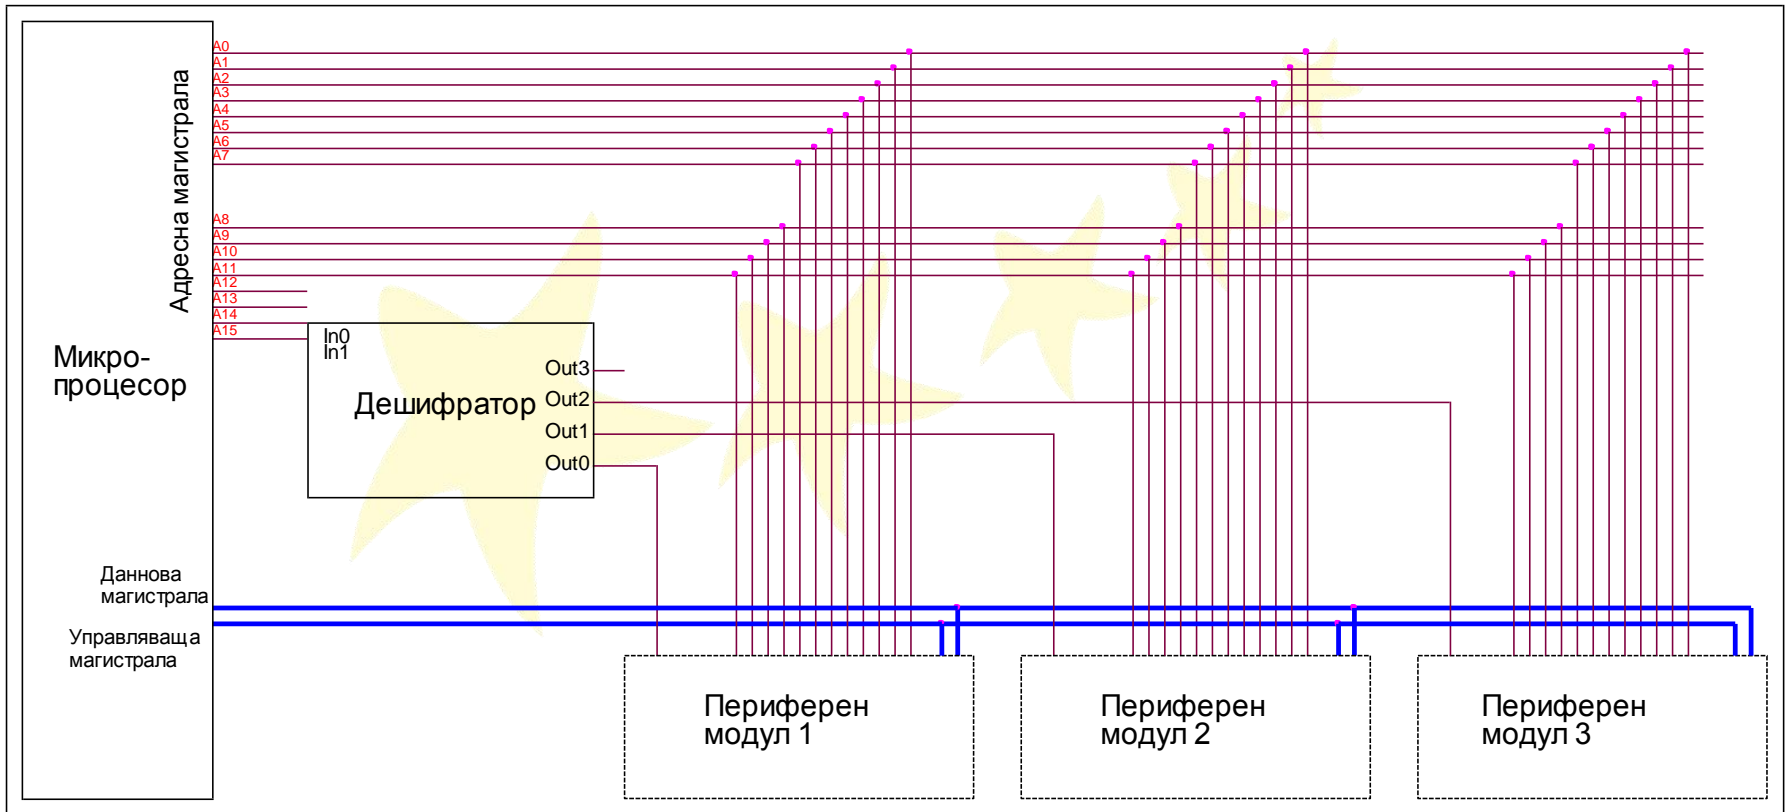 Адресна магистрала
A0
A1
A2
A3
A4
A5
A6
A7
A8
A9
A10
A11
A12
A13
A14
A15
Микро-
процесор
In0
In1
Дешифратор
Out3
Out2
Out1
Out0
Даннова
магистрала
Управляваща
магистрала
Периферен
модул 1
Периферен
модул 2
Периферен
модул 3